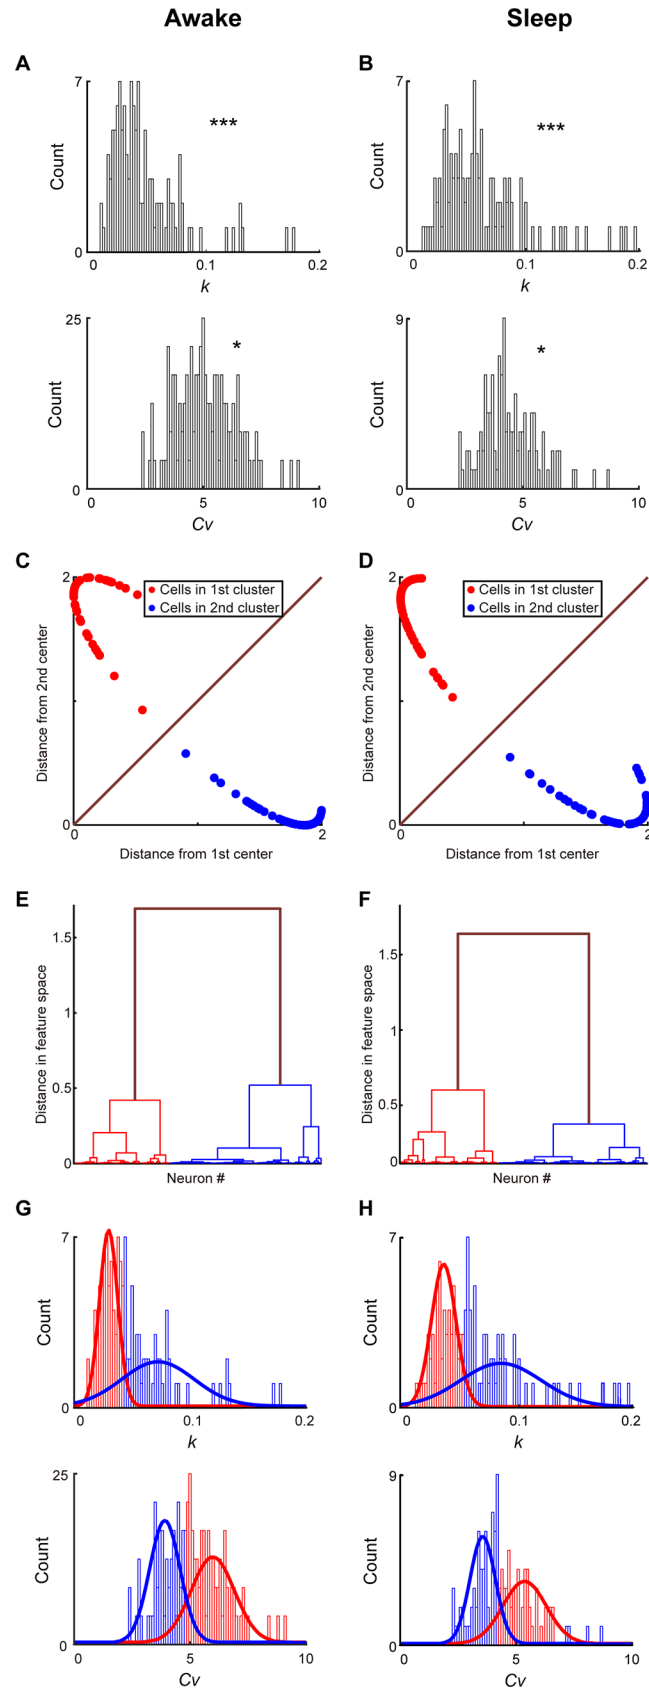 Awake Sleep
A B
7 7
Count Count
*** ***
0 0
0 0.1 0.2 0 0.1 0.2
k k
25 9
Count Count
* *
0 0
0 5 10 0 5 10
Cv Cv
C D
2 2
Cells in 1st cluster Cells in 1st cluster
Cells in 2nd cluster Cells in 2nd cluster
Distance from 2nd center Distance from 2nd center
0 0
0 2 0 2
Distance from 1st center Distance from 1st center
E F
1.5 1.5
1 1
0.5 0.5
0 0
Distance in feature space Distance in feature space
Neuron # Neuron #
G H
7 7
Count Count
0 0
0 0.1 0.2 0 0.1 0.2
k k
25 9
Count Count
0 0
0 5 10 0 5 10
Cv Cv